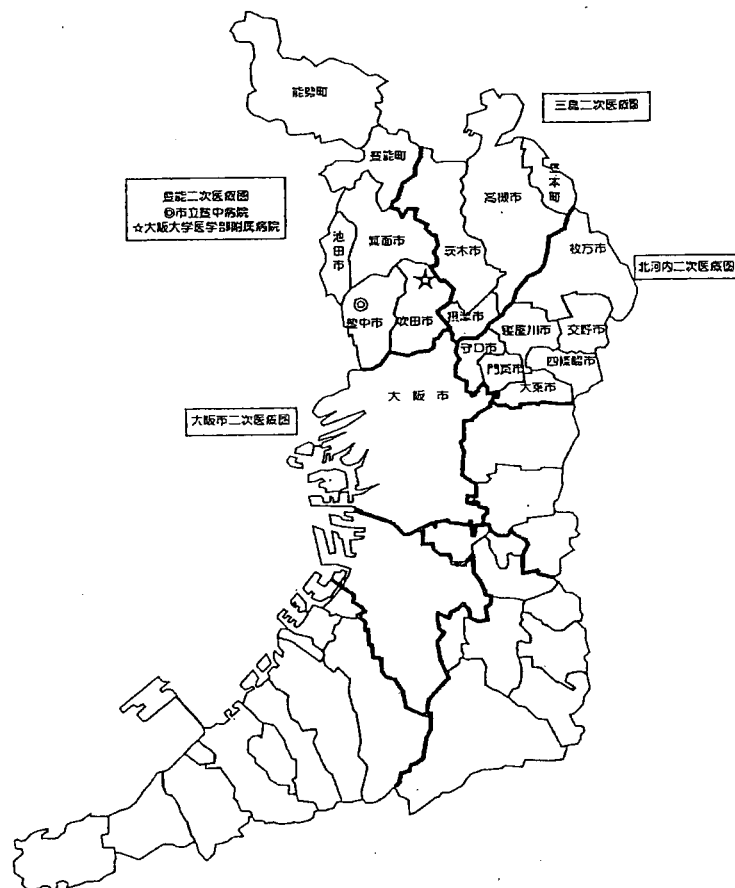 能勢町
三島二次医療圏
豊能町
島本町
高槻市
豊能二次医療圏
◎市立豊中病院
☆大阪大学医学部附属病院
池田市
箕面市
茨木市
枚方市
北河内二次医療圏
☆
◎
豊中市
吹田市
摂津市
寝屋川市
交野市
守口市
門真市
四條畷市
大東市
大阪市
大阪市二次医療圏